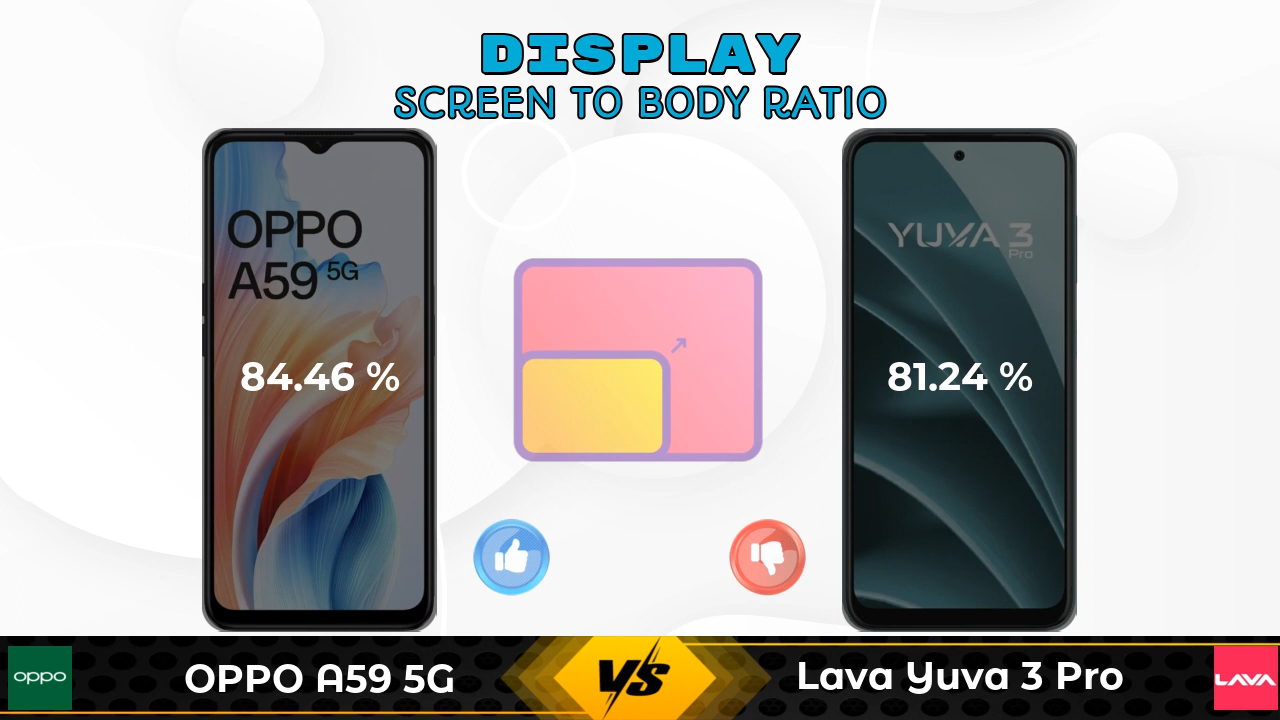 DISPLAY
SCREEN TO BODY RATIO
OPPO
A59 5G
84.46 %
YUVA 3
Pro
81.24 %
oppo
OPPO A59 5G
VS
Lava Yuva 3 Pro
LAVA